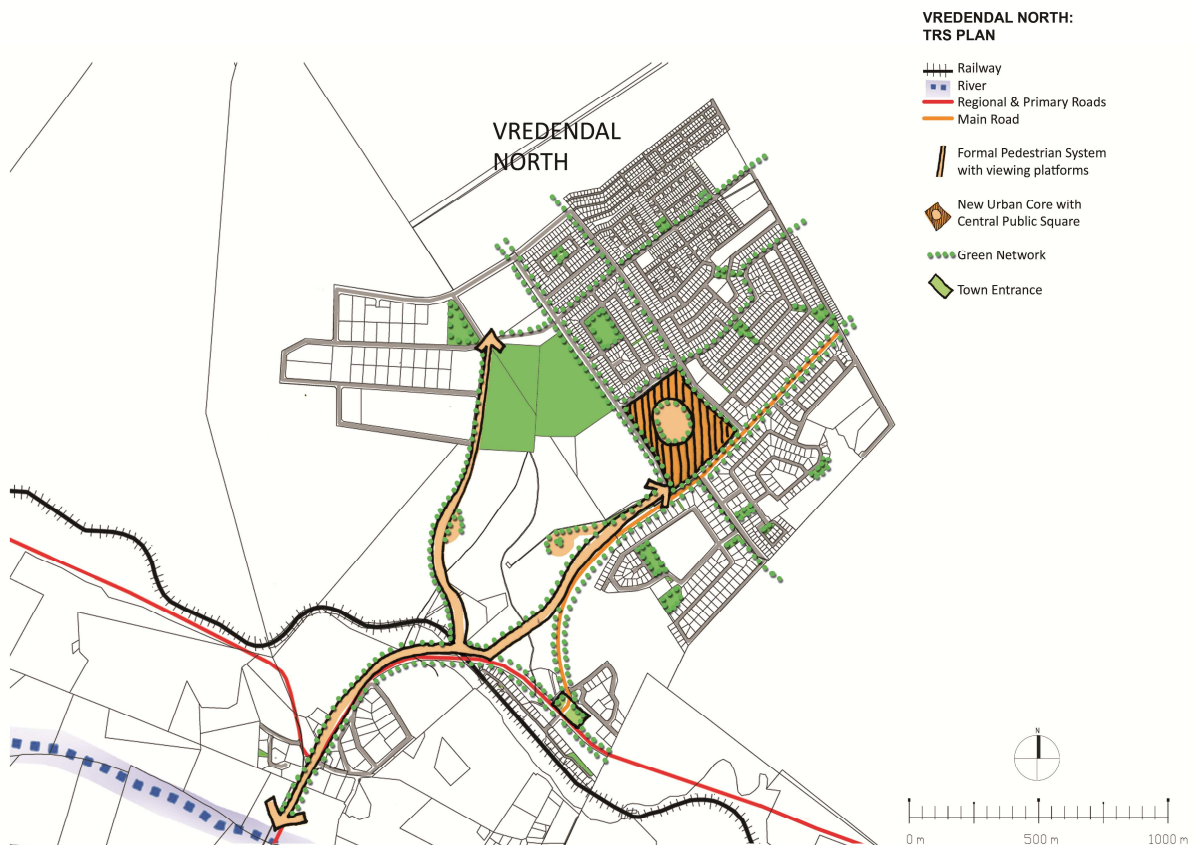 VREDENDAL NORTH:
TRS PLAN
Railway
River
Regional & Primary Roads
Main Road
Formal Pedestrian System
with viewing platforms
New Urban Core with
Central Public Square
Green Network
Town Entrance
VREDENDAL
NORTH
N
0 m 500 m 1000 m